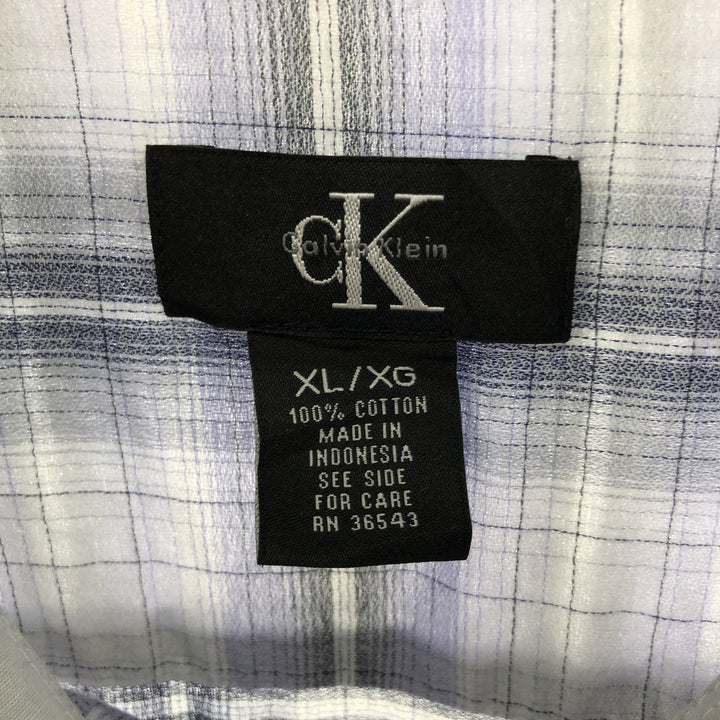 CK
Calvin Klein
XL/XG
100% COTTON
MADE IN
INDONESIA
SEE SIDE
FOR CARE
RN 36543